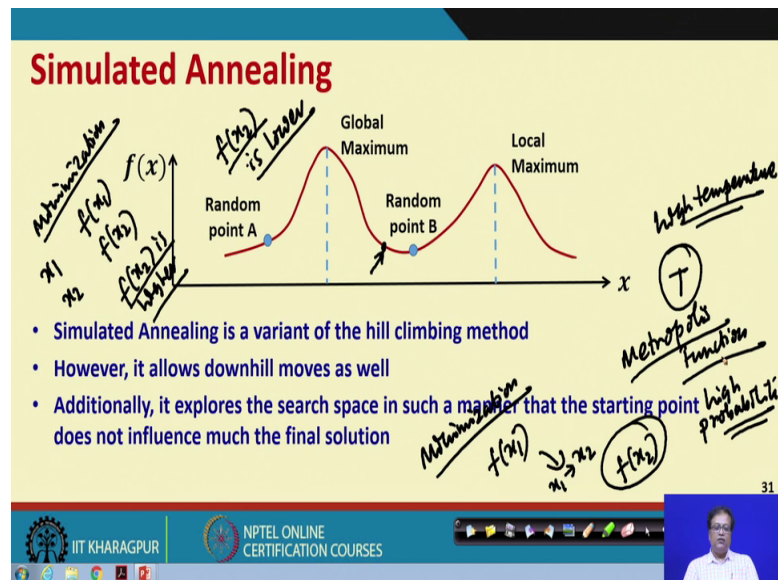 Simulated Annealing
Minimization
f(x)
f(x₂)
is lower
Global
Maximum
Local
Maximum
Random
point A
Random
point B
high temperature
f(x₁)
f(x₂)
x₁
x₂
f(x₂) is
higher
x
T
Metropolis
Function
• Simulated Annealing is a variant of the hill climbing method
• However, it allows downhill moves as well
• Additionally, it explores the search space in such a manner that the starting point
does not influence much the final solution
high
probability
Minimization
f(x₁)
x₁ → x₂
f(x₂)
31
IIT KHARAGPUR
NPTEL ONLINE
CERTIFICATION COURSES